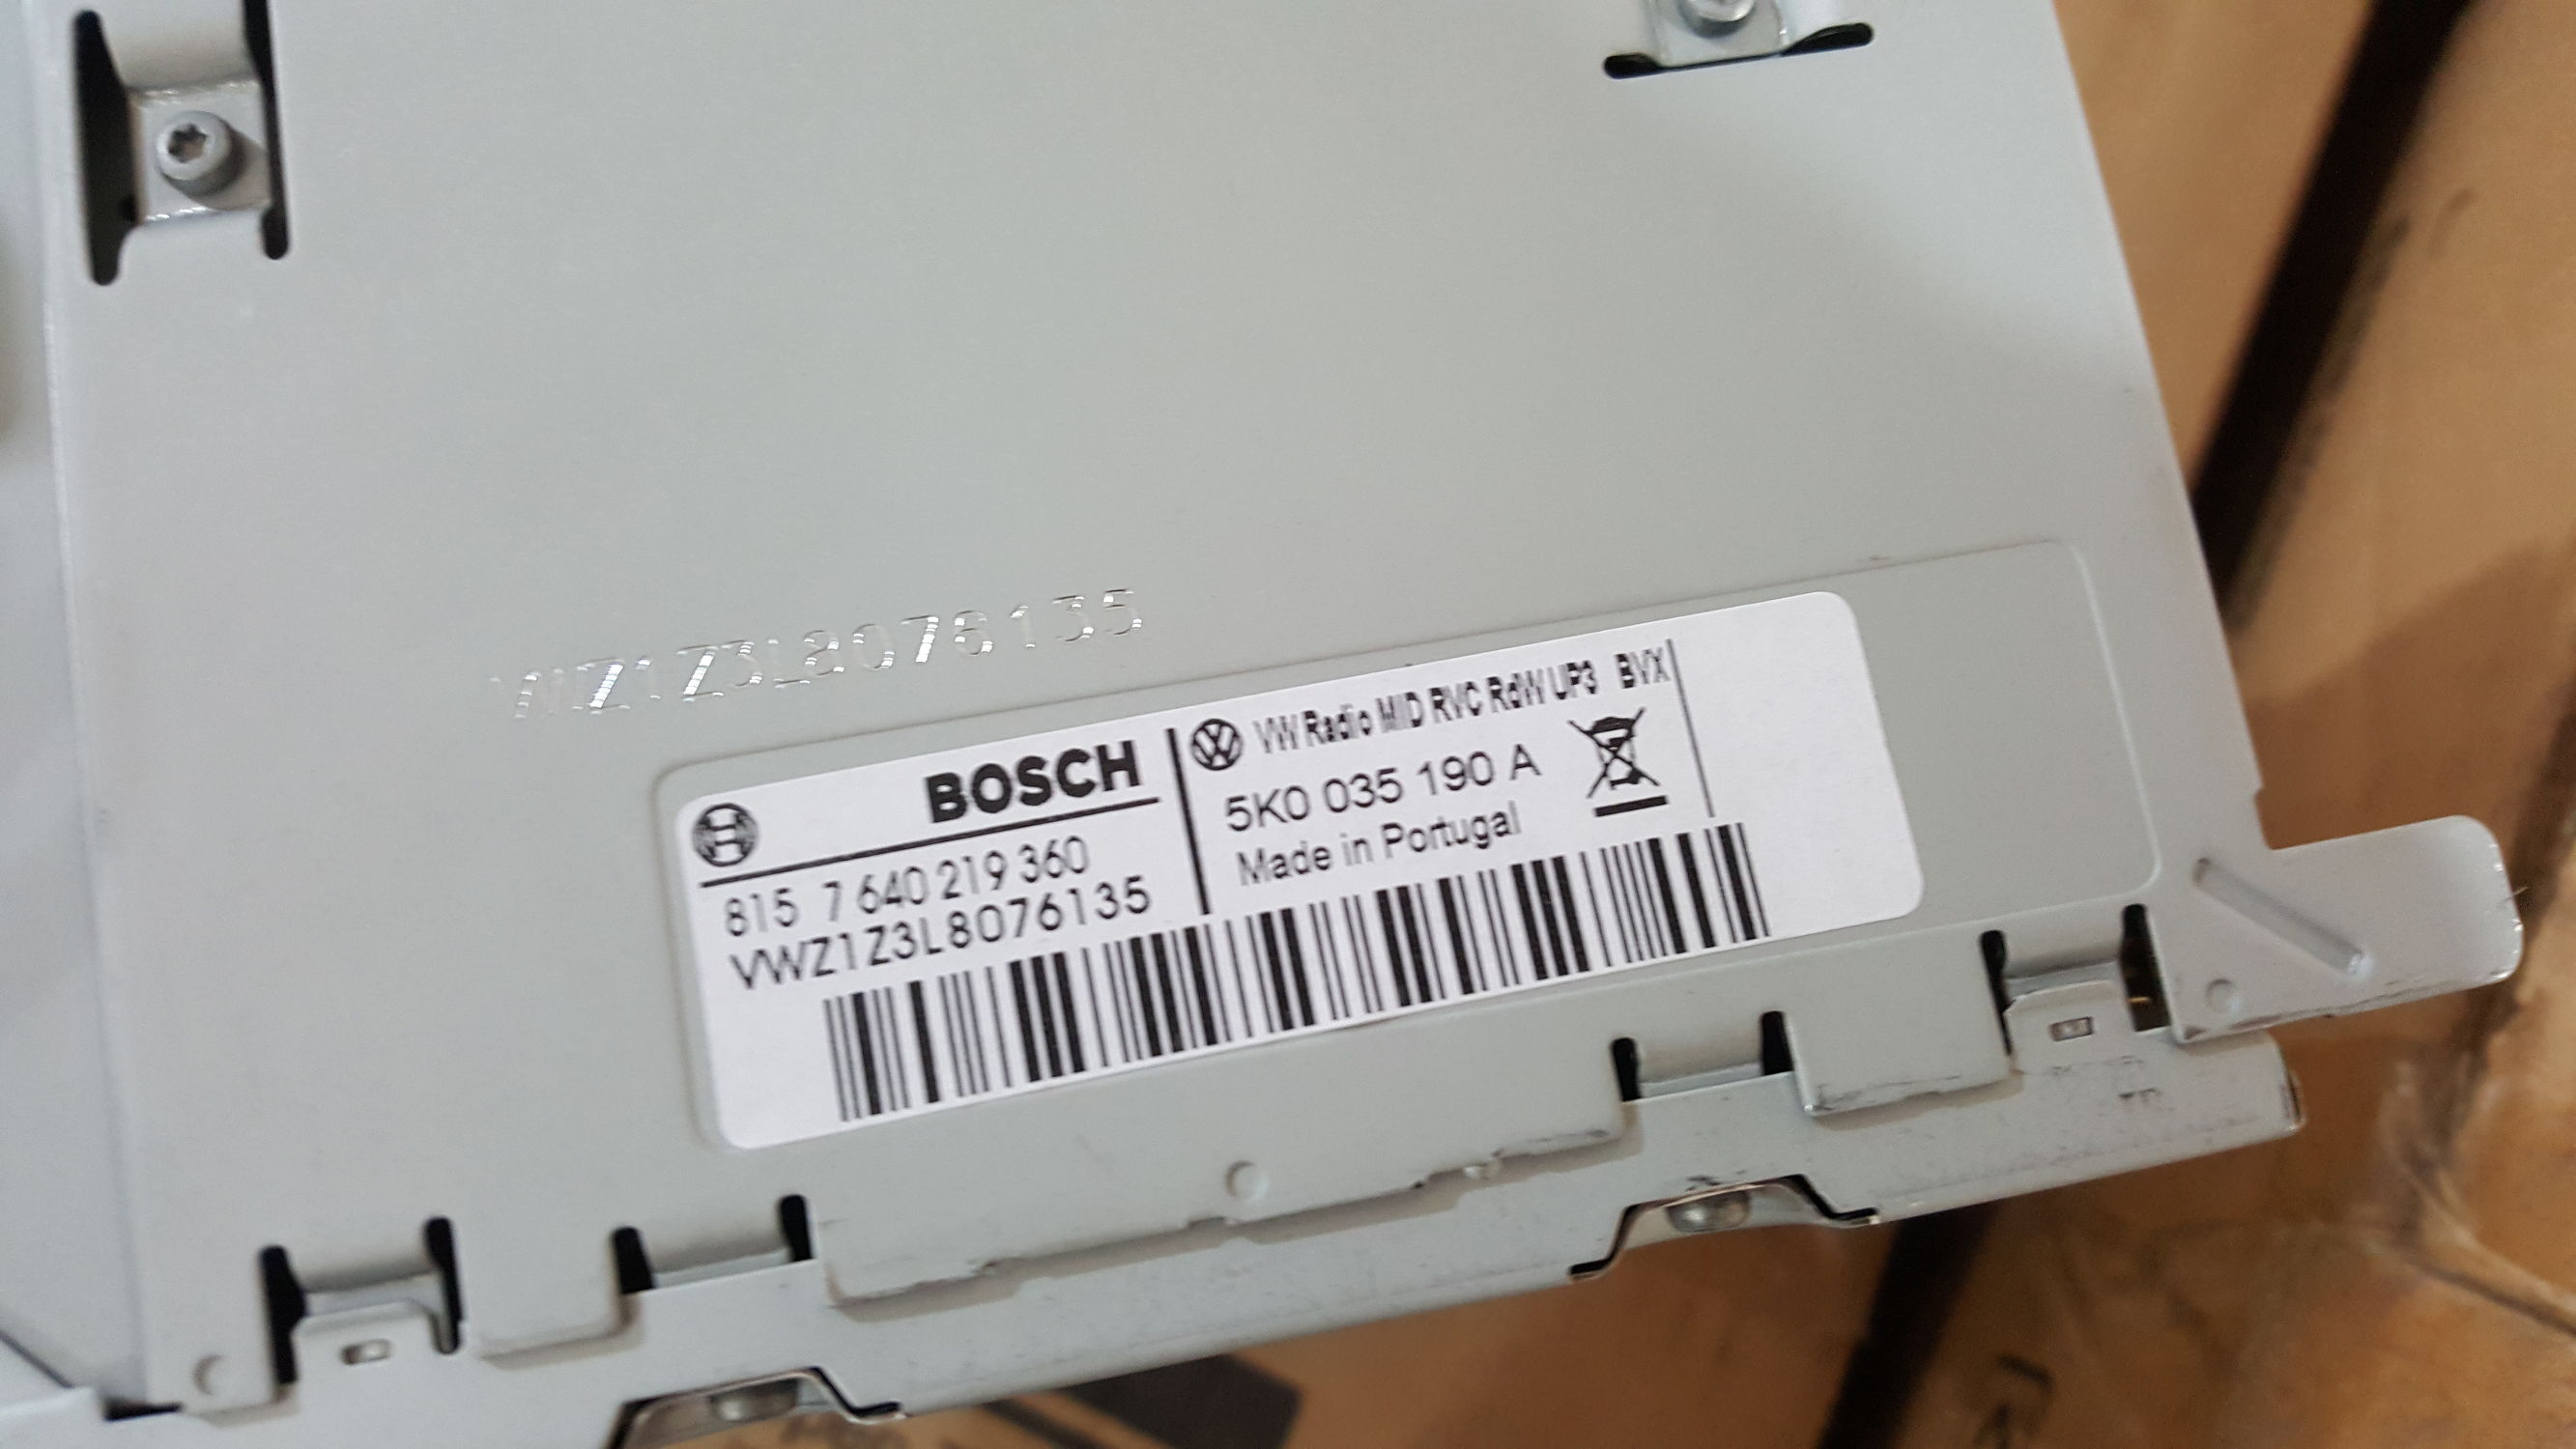 VWZ1Z3L8076135
BOSCH
815 7 640 219 360
VWZ1Z3L8076135
VW Radio MID RVC RdW UP3 BVX
5K0 035 190 A
Made in Portugal